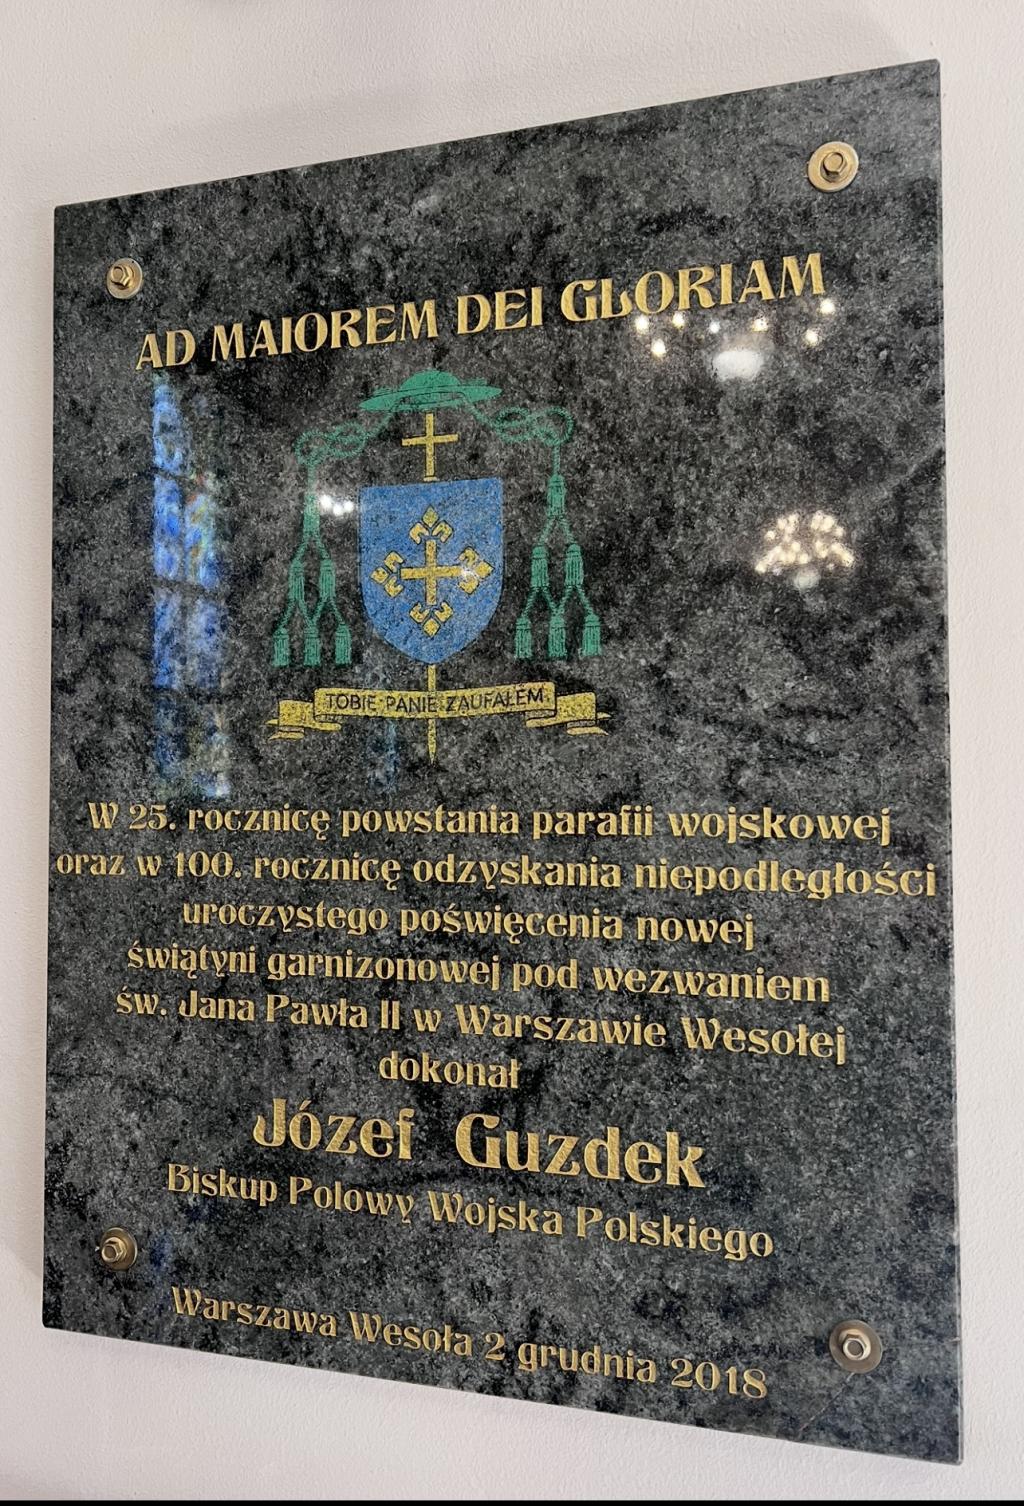 AD MAIOREM DEI GLORIAM
TOBIE PANIE ZAUFAŁEM
W 25. rocznicę powstania parafii wojskowej
oraz w 100. rocznicę odzyskania niepodległości
uroczystego poświęcenia nowej
świątyni garnizonowej pod wezwaniem
św. Jana Pawła II w Warszawie Wesołej
dokonał
Józef Guzdek
Biskup Polowy Wojska Polskiego
Warszawa Wesoła 2 grudnia 2018